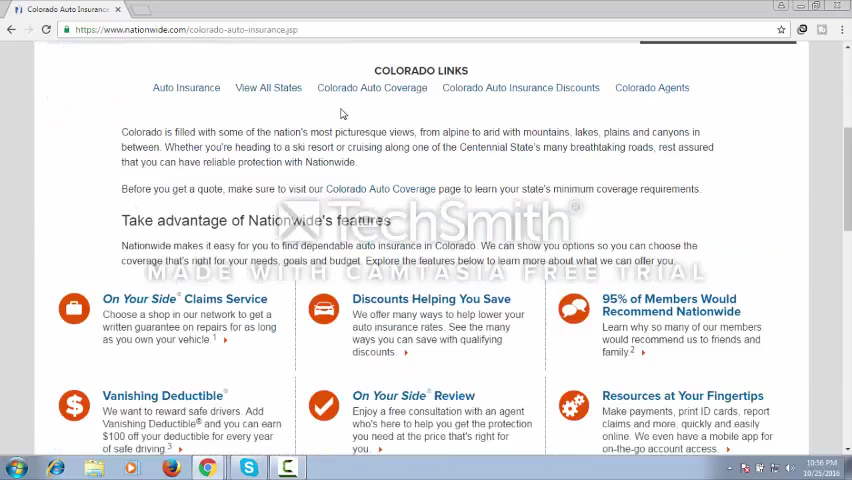 Colorado Auto Insurance
https://www.nationwide.com/colorado-auto-insurance.jsp
COLORADO LINKS
Auto Insurance View All States Colorado Auto Coverage Colorado Auto Insurance Discounts Colorado Agents
Colorado is filled with some of the nation's most picturesque views, from alpine to arid with mountains, lakes, plains and canyons in
between. Whether you're heading to a ski resort or cruising along one of the Centennial State's many breathtaking roads, rest assured
that you can have reliable protection with Nationwide.
Before you get a quote, make sure to visit our Colorado Auto Coverage page to learn your state's minimum coverage requirements.
TechSmith®
Take advantage of Nationwide's features
Nationwide makes it easy for you to find dependable auto insurance in Colorado. We can show you options so you can choose the
coverage that's right for your needs, goals and budget. Explore the features below to learn more about what we can offer you.
MADE WITH CAMTASIA FREE TRIAL
On Your Side® Claims Service
Choose a shop in our network to get a
written guarantee on repairs for as long
as you own your vehicle.1
Discounts Helping You Save
We offer many ways to help lower your
auto insurance rates. See the many
ways you can save with qualifying
discounts.
95% of Members Would
Recommend Nationwide
Learn why so many of our members
would recommend us to friends and
family.2
Vanishing Deductible®
We want to reward safe drivers. Add
Vanishing Deductible® and you can earn
$100 off your deductible for every year
of safe driving.3
On Your Side® Review
Enjoy a free consultation with an agent
who's here to help you get the protection
you need at the price that's right for
you.
Resources at Your Fingertips
Make payments, print ID cards, report
claims and more, quickly and easily
online. We even have a mobile app for
on-the-go account access.
10:56 PM
10/25/2016